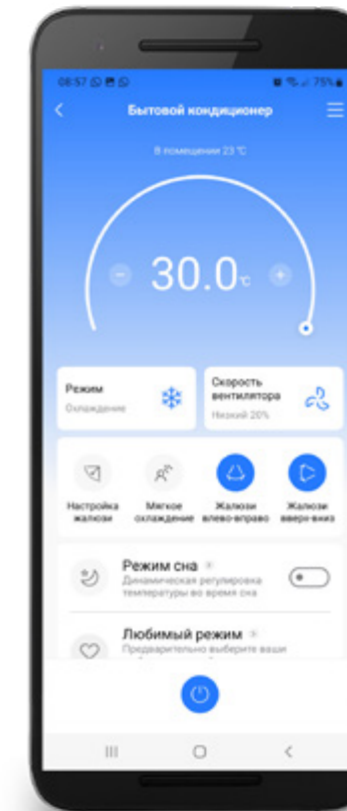 08:57 75%
Бытовой кондиционер
В помещении 23 °C
30.0 °C
Режим
Охлаждение
Скорость
вентилятора
Низкий 20%
Настройка
жалюзи
Мягкое
охлаждение
Жалюзи
влево-вправо
Жалюзи
вверх-вниз
Режим сна
Динамическая регулировка
температуры во время сна
Любимый режим
Предварительно выберите ваши